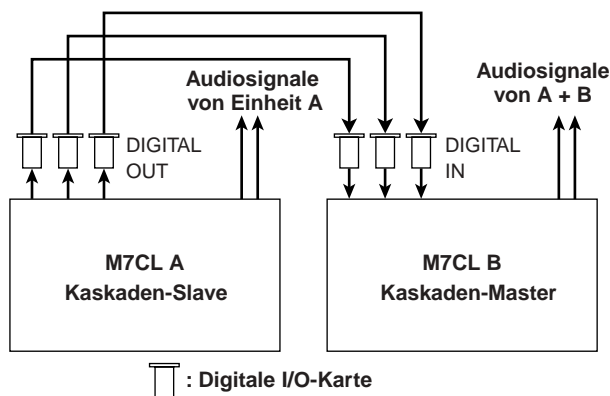 Audiosignale
von Einheit A
Audiosignale
von A + B
DIGITAL
OUT
DIGITAL
IN
M7CL A
Kaskaden-Slave
M7CL B
Kaskaden-Master
: Digitale I/O-Karte